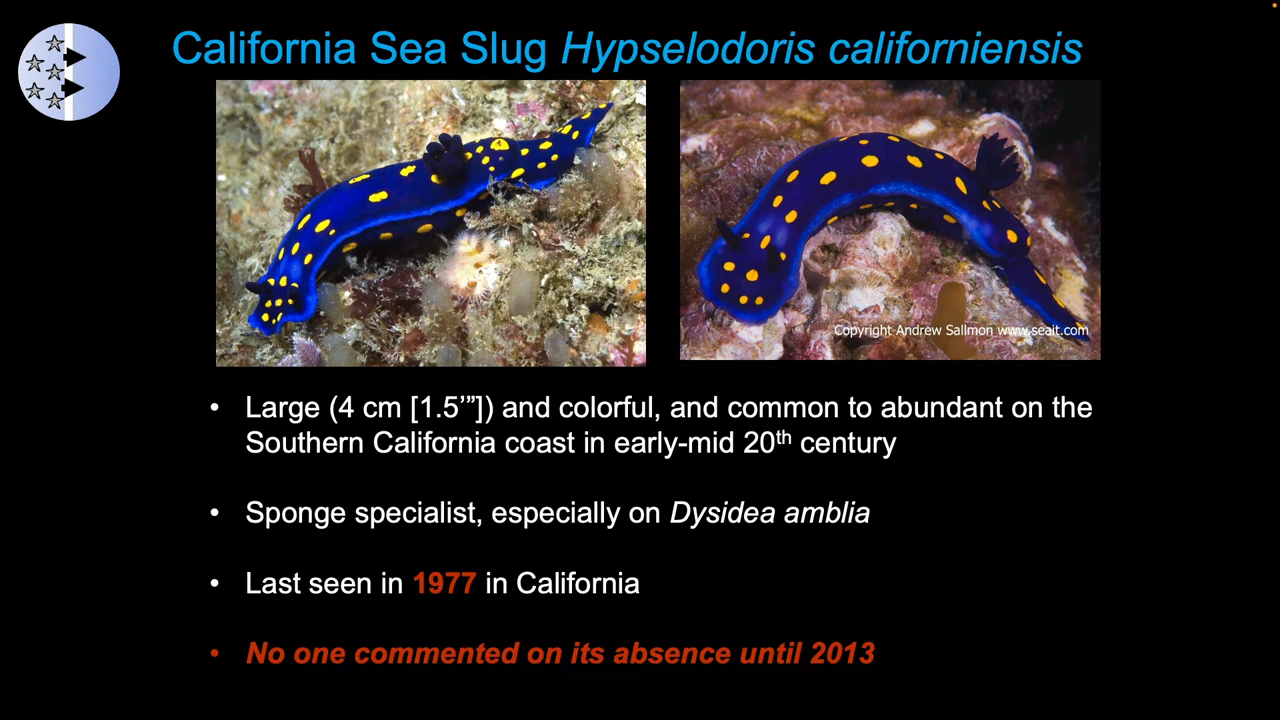 California Sea Slug Hypselodoris californiensis
Copyright Andrew Sallmon www.seait.com
• Large (4 cm [1.5’”]) and colorful, and common to abundant on the
Southern California coast in early-mid 20th century
• Sponge specialist, especially on Dysidea amblia
• Last seen in 1977 in California
• No one commented on its absence until 2013